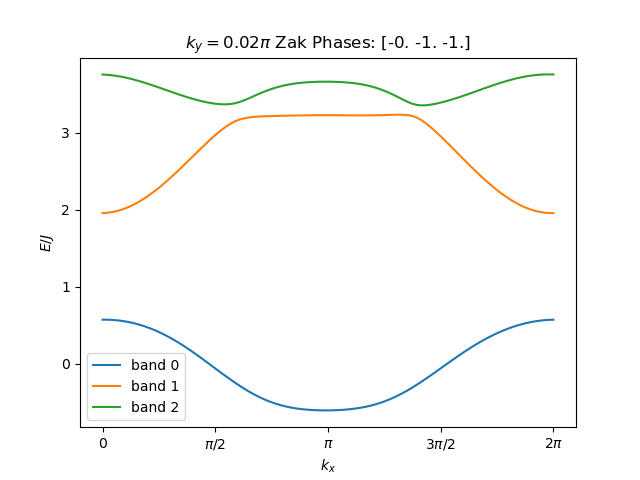 k_y = 0.02π Zak Phases: [-0. -1. -1.]
E/J
3
2
1
0
band 0
band 1
band 2
0
π/2
π
3π/2
2π
k_x